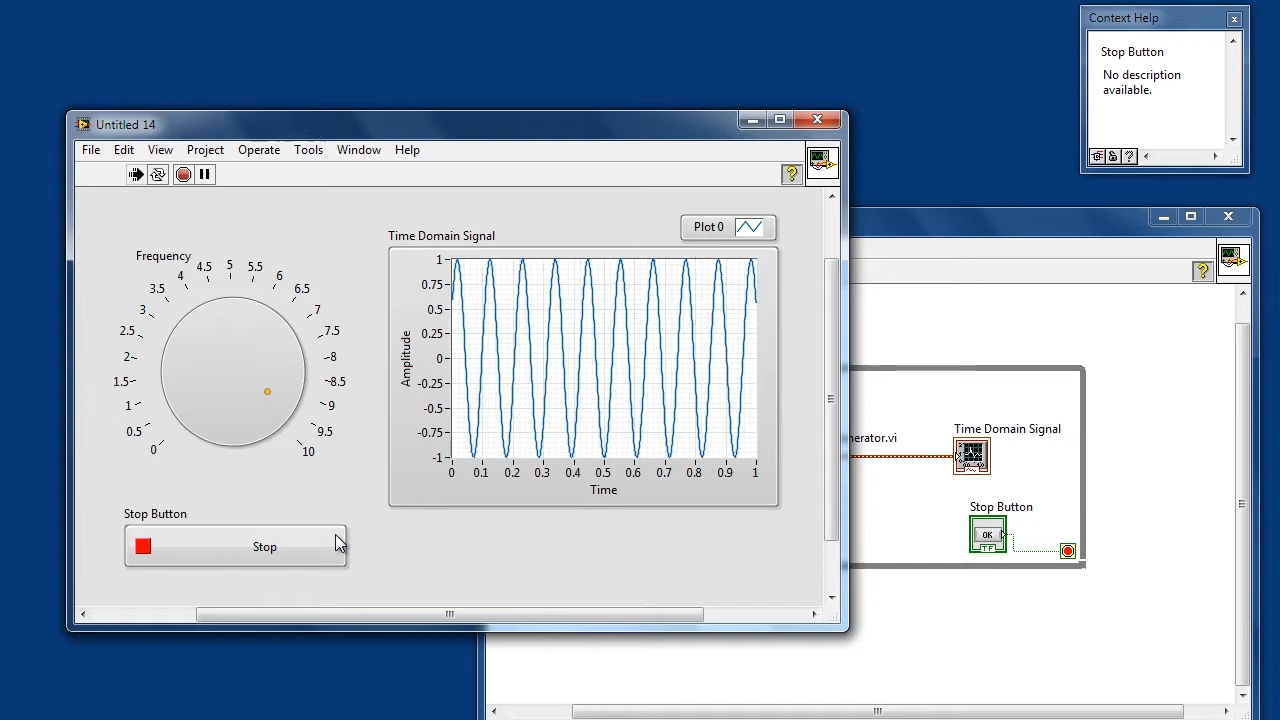 Context Help
Stop Button
No description
available.
Untitled 14
File Edit View Project Operate Tools Window Help
?
?
?
Plot 0
Time Domain Signal
Frequency
0
0.5
1
1.5
2
2.5
3
3.5
4
4.5
5
5.5
6
6.5
7
7.5
8
8.5
9
9.5
10
Amplitude
1
0.75
0.5
0.25
0
-0.25
-0.5
-0.75
-1
0 0.1 0.2 0.3 0.4 0.5 0.6 0.7 0.8 0.9 1
Time
Stop Button
Stop
nerator.vi
Time Domain Signal
Stop Button
OK
TF